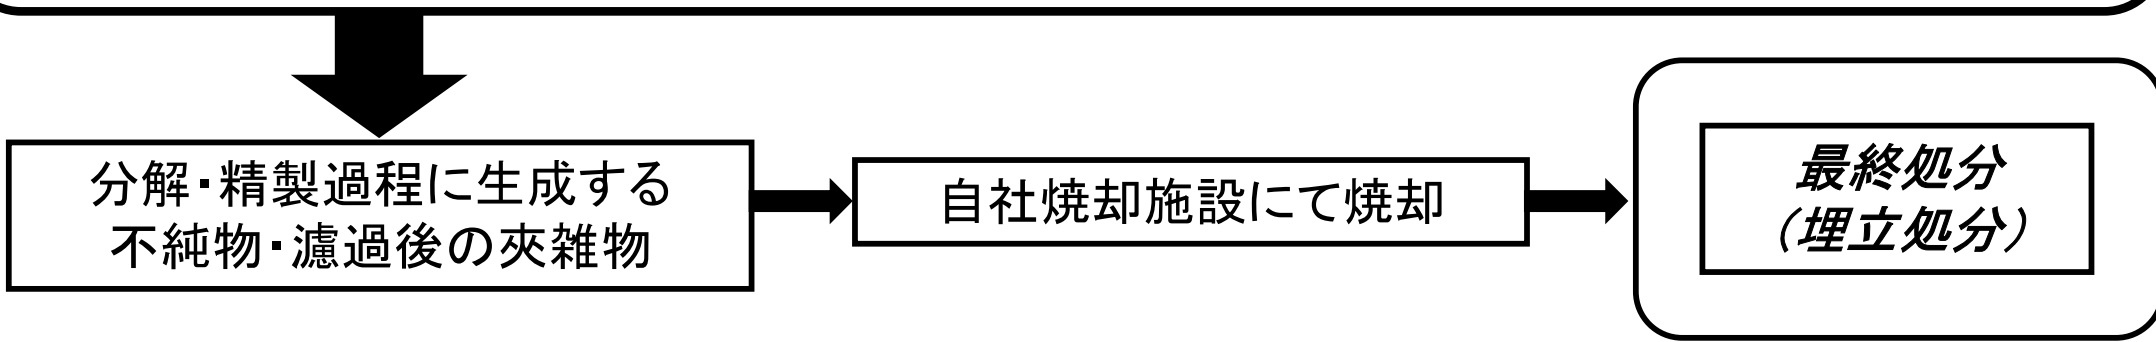 分解・精製過程に生成する
不純物・濾過後の夾雑物
自社焼却施設にて焼却
最終処分
（埋立処分）